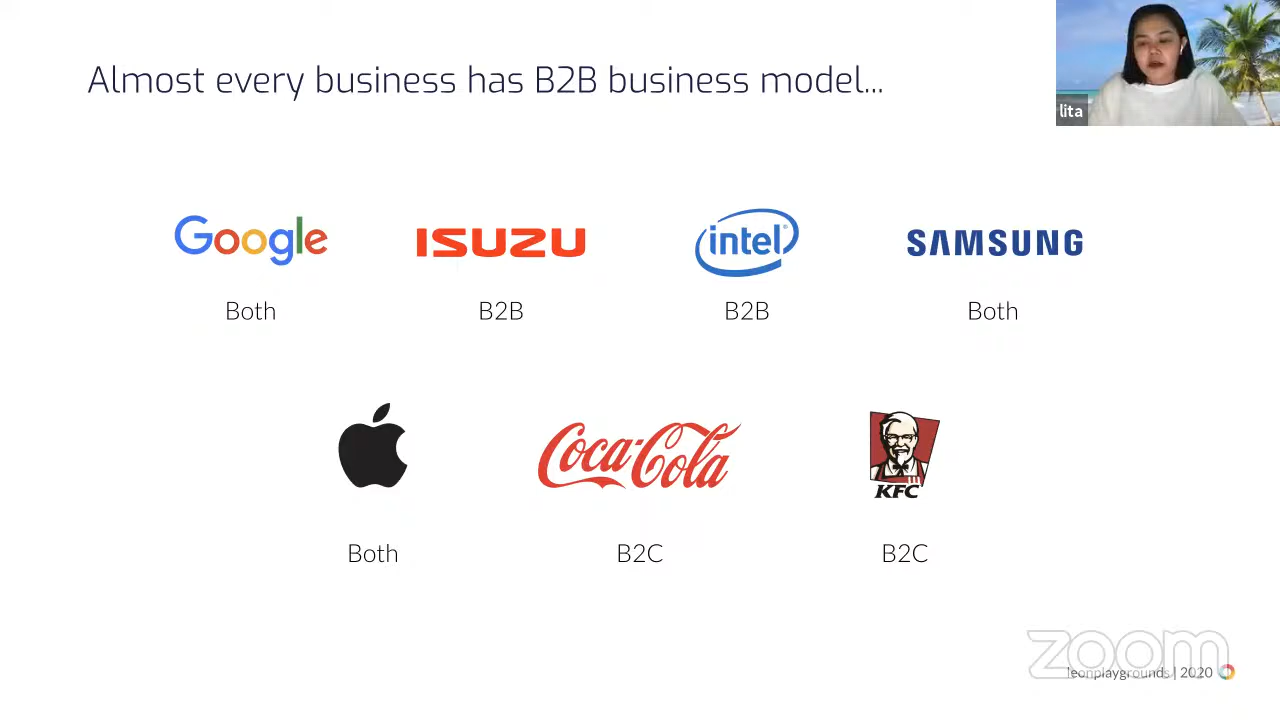 Almost every business has B2B business model...
lita
Google ISUZU intel SAMSUNG
Both B2B B2B Both
Coca-Cola KFC
Both B2C B2C
zoom
leonplaygrounds | 2020